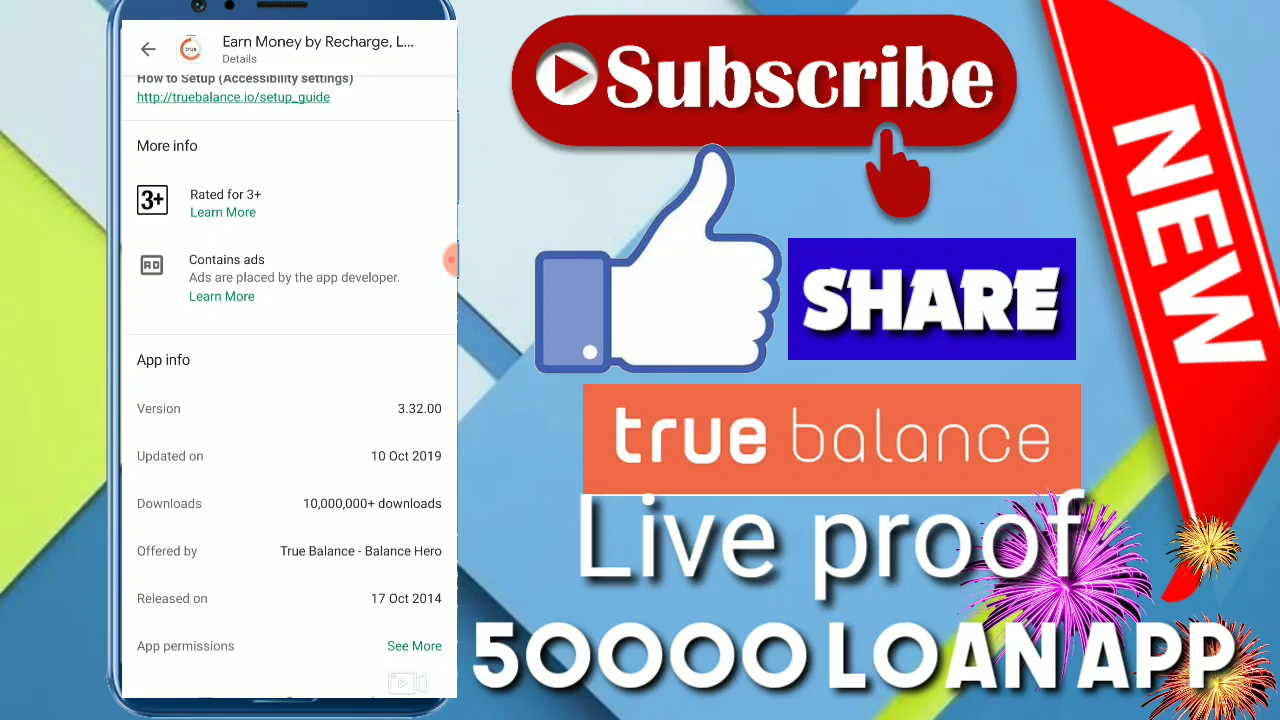 Earn Money by Recharge, L...
Details
How to Setup (Accessibility settings)
http://truebalance.io/setup_guide
More info
3+
Rated for 3+
Learn More
AD
Contains ads
Ads are placed by the app developer.
Learn More
App info
Version 3.32.00
Updated on 10 Oct 2019
Downloads 10,000,000+ downloads
Offered by True Balance - Balance Hero
Released on 17 Oct 2014
App permissions See More
true
Subscribe
SHARE
NEW
true balance
Live proof
50000 LOAN APP